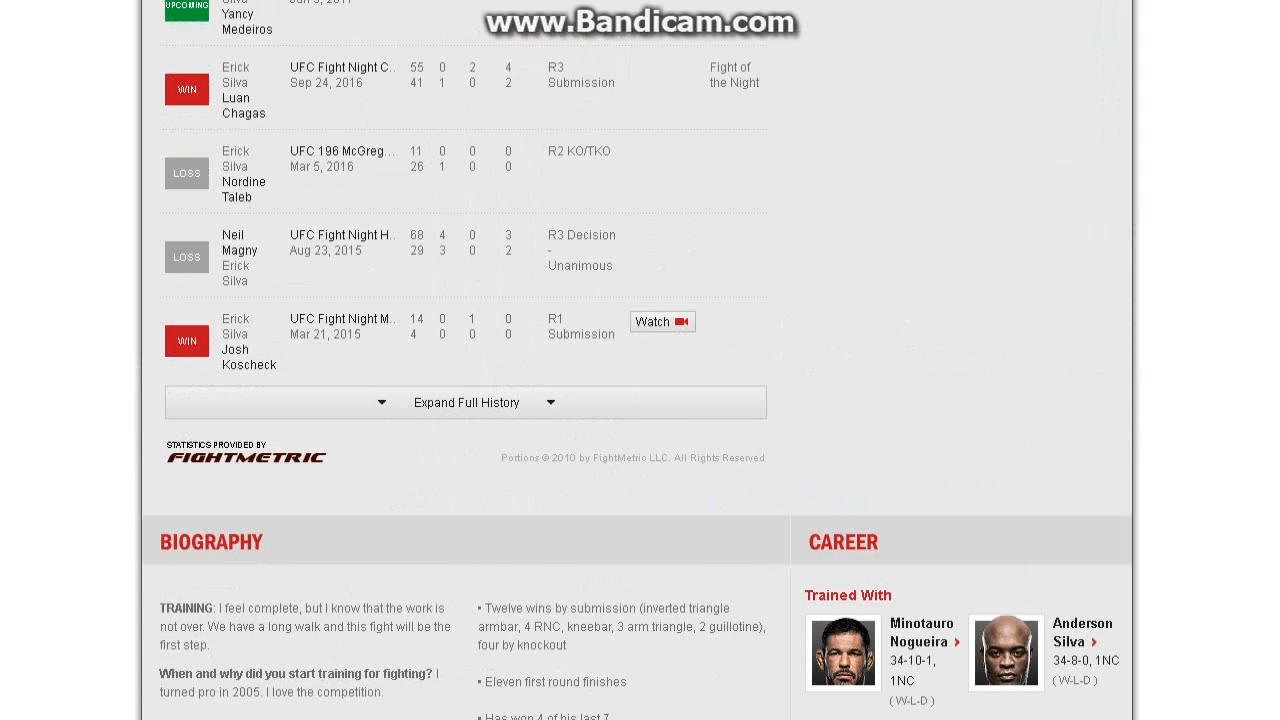 www.Bandicam.com
UPCOMING
Yancy
Medeiros
WIN
Erick
Silva
Luan
Chagas
UFC Fight Night C..
Sep 24, 2016
55 0 2 4
41 1 0 2
R3
Submission
Fight of
the Night
LOSS
Erick
Silva
Nordine
Taleb
UFC 196 McGreg...
Mar 5, 2016
11 0 0 0
26 1 0 0
R2 KO/TKO
LOSS
Neil
Magny
Erick
Silva
UFC Fight Night H..
Aug 23, 2015
68 4 0 3
29 3 0 2
R3 Decision
-
Unanimous
WIN
Erick
Silva
Josh
Koscheck
UFC Fight Night M..
Mar 21, 2015
14 0 1 0
4 0 0 0
R1
Submission
Watch
Expand Full History
STATISTICS PROVIDED BY
FIGHTMETRIC
Portions © 2010 by FightMetric LLC. All Rights Reserved
BIOGRAPHY
TRAINING: I feel complete, but I know that the work is
not over. We have a long walk and this fight will be the
first step.
When and why did you start training for fighting? I
turned pro in 2005. I love the competition.
• Twelve wins by submission (inverted triangle
armbar, 4 RNC, kneebar, 3 arm triangle, 2 guillotine),
four by knockout
• Eleven first round finishes
• Has won 4 of his last 7
CAREER
Trained With
Minotauro
Nogueira
34-10-1,
1NC
( W-L-D )
Anderson
Silva
34-8-0, 1NC
( W-L-D )